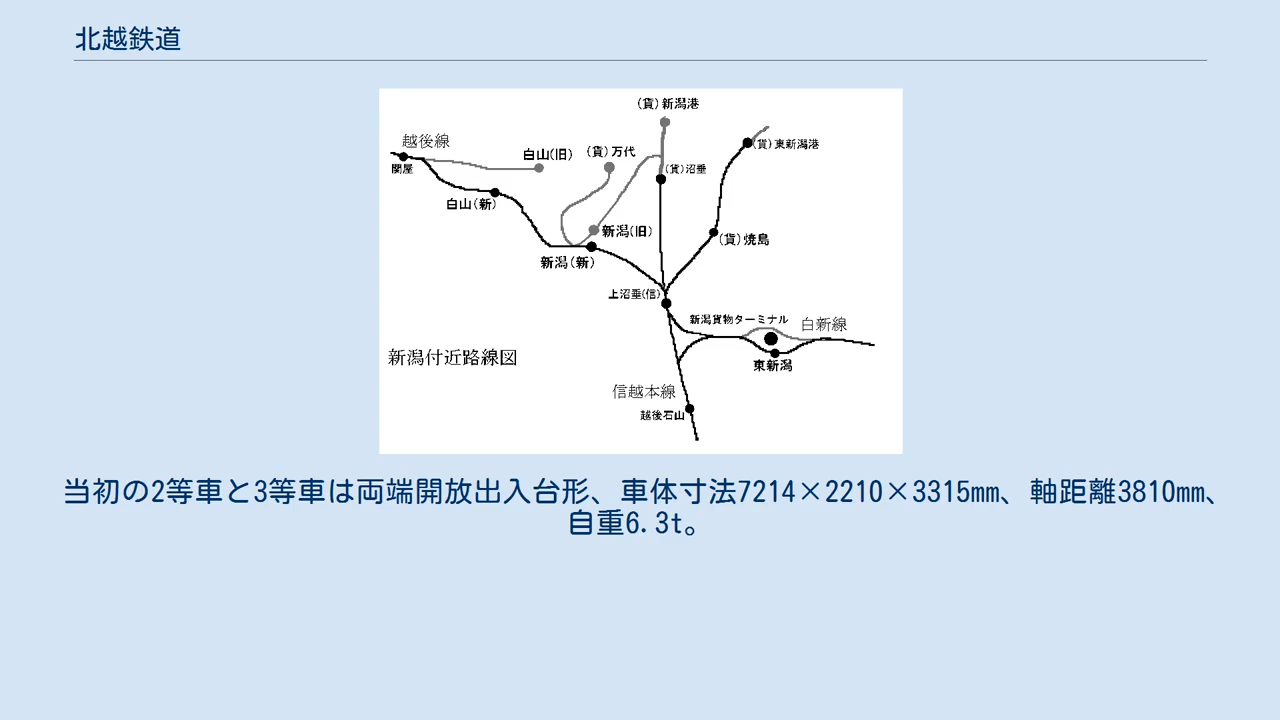 北越鉄道
(貨)新潟港
越後線
関屋
白山(旧)
(貨)万代
(貨)沼垂
(貨)東新潟港
白山(新)
新潟(旧)
新潟(新)
(貨)焼島
上沼垂(信)
新潟貨物ターミナル
白新線
東新潟
新潟付近路線図
信越本線
越後石山
当初の2等車と3等車は両端開放出入台形、車体寸法7214×2210×3315mm、軸距離3810mm、
自重6.3t。